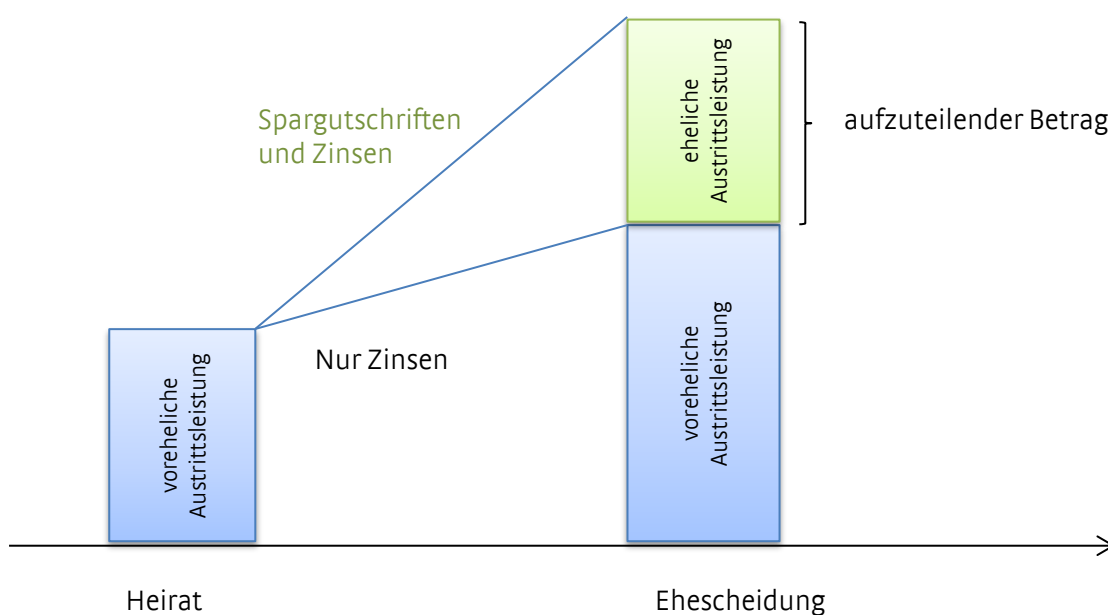 Spargutschriften
und Zinsen
eheliche
Austrittsleistung
aufzuteilender Betrag
Nur Zinsen
voreheliche
Austrittsleistung
voreheliche
Austrittsleistung
Heirat
Ehescheidung